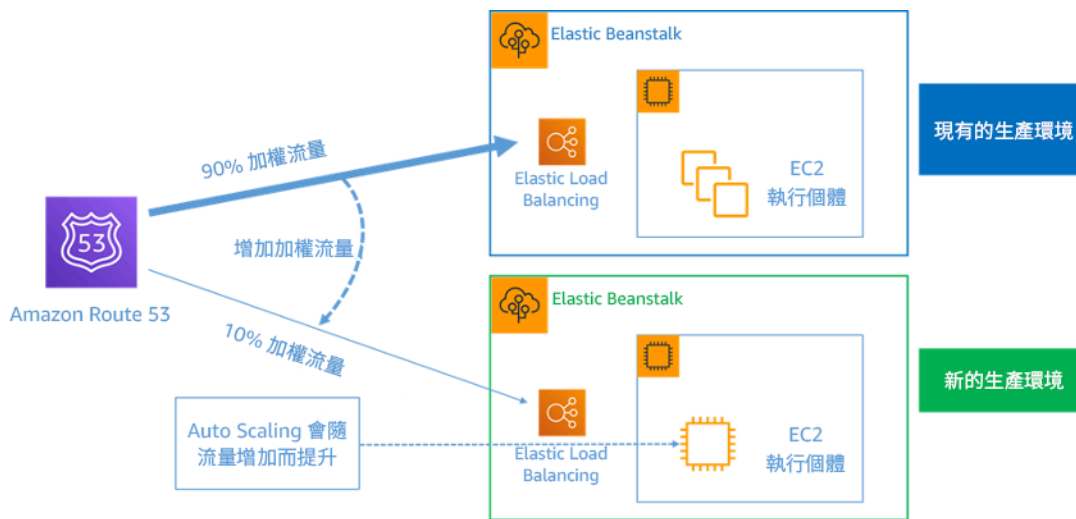 Elastic Beanstalk
現有的生產環境
90% 加權流量
Elastic Load
Balancing
EC2
執行個體
53
增加加權流量
Amazon Route 53
Elastic Beanstalk
10% 加權流量
新的生產環境
Auto Scaling 會隨
流量增加而提升
Elastic Load
Balancing
EC2
執行個體